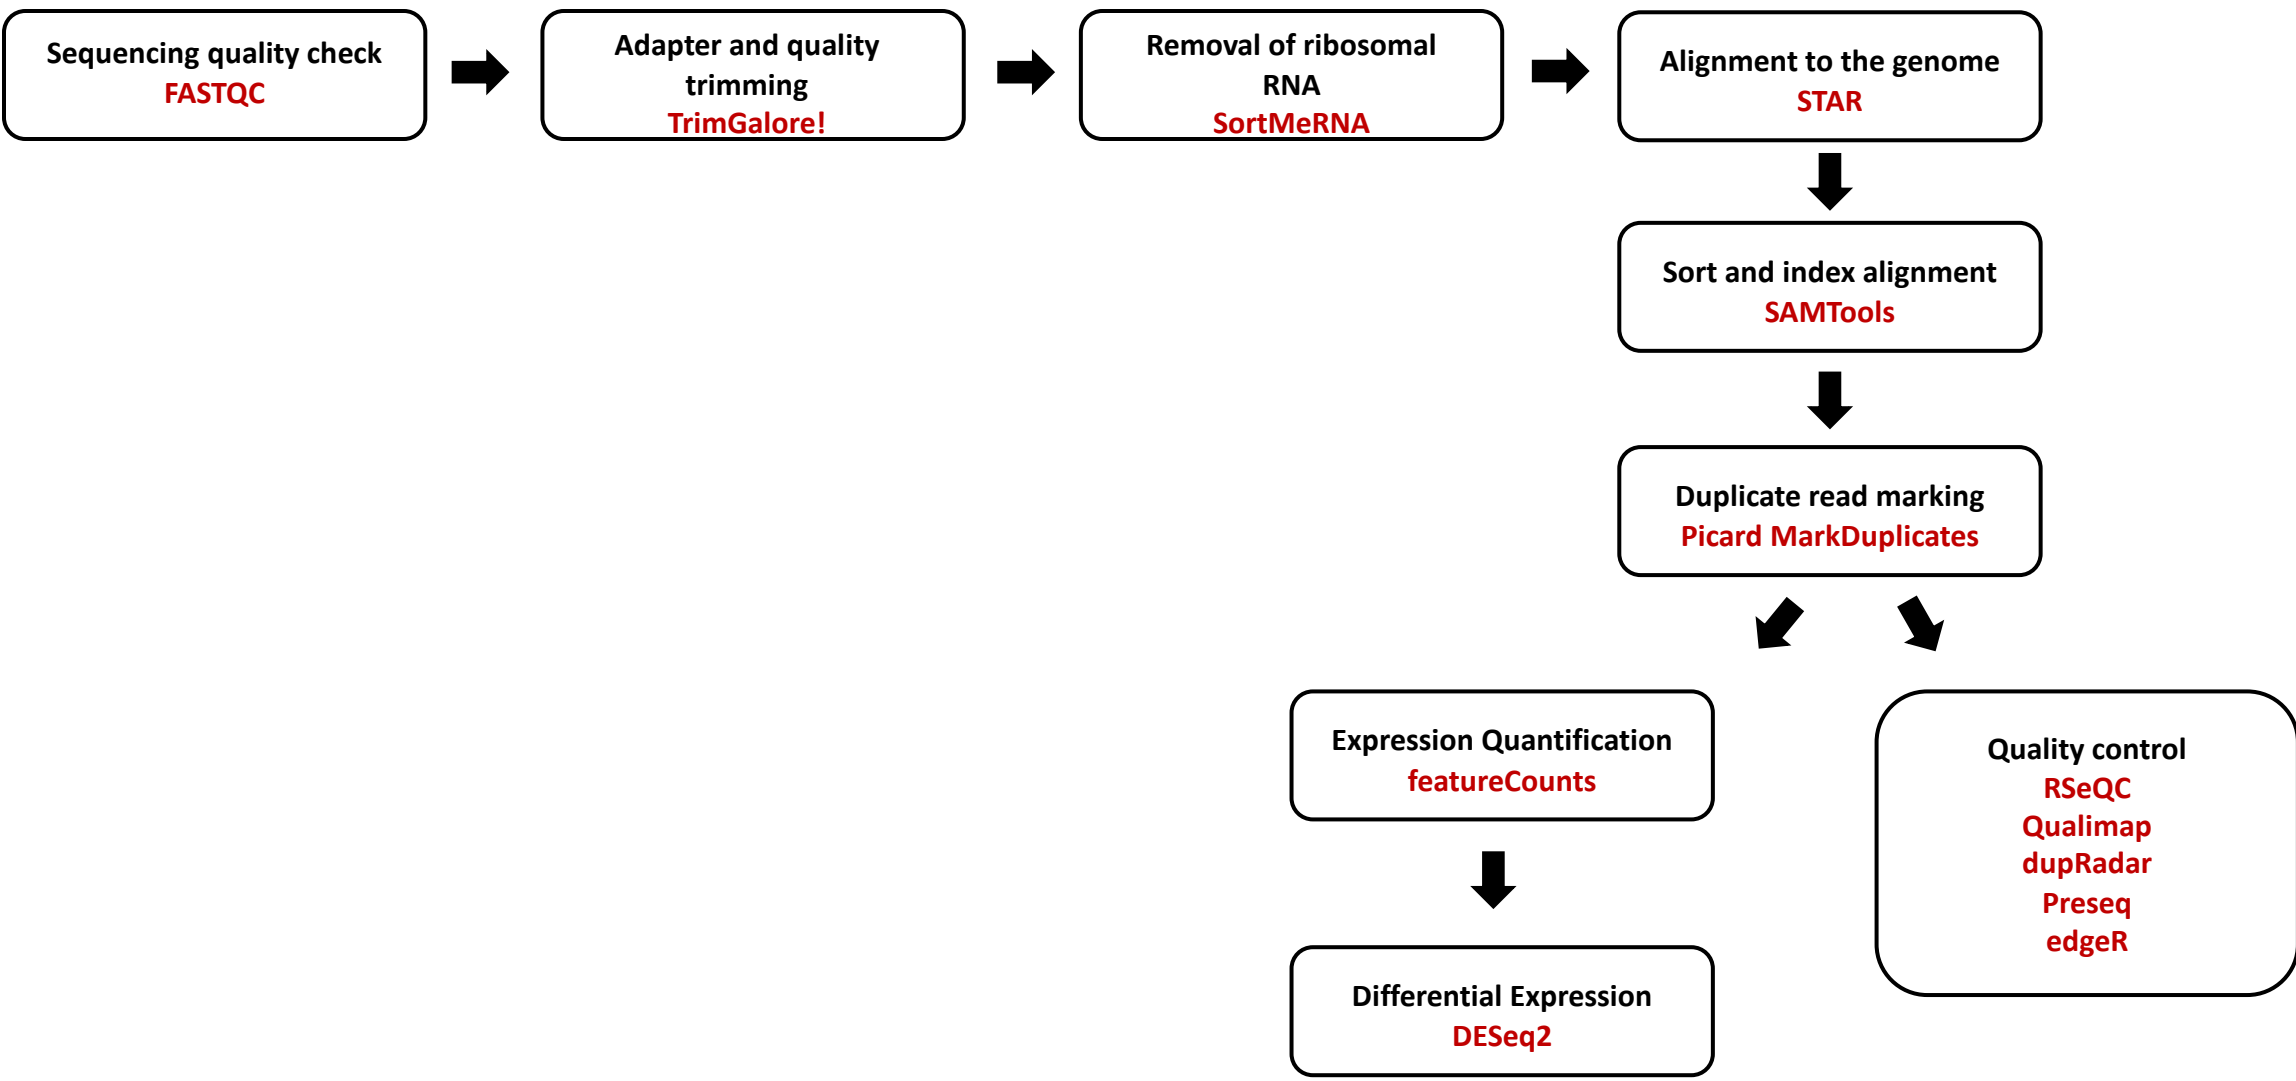 Sequencing quality check
FASTQC
Adapter and quality
trimming
TrimGalore!
Removal of ribosomal
RNA
SortMeRNA
Alignment to the genome
STAR
Sort and index alignment
SAMTools
Duplicate read marking
Picard MarkDuplicates
Expression Quantification
featureCounts
Quality control
RSeQC
Qualimap
dupRadar
Preseq
edgeR
Differential Expression
DESeq2